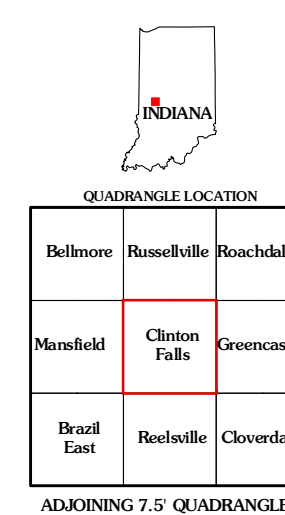 INDIANA
QUADRANGLE LOCATION
Bellmore Russellville Roachdal
Mansfield Clinton Falls Greencas
Brazil East Reelsville Cloverda
ADJOINING 7.5' QUADRANGLE